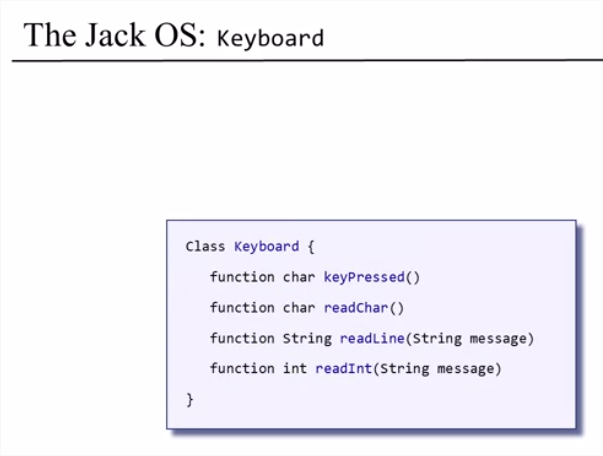 The Jack OS: Keyboard
Class Keyboard {
function char keyPressed()
function char readChar()
function String readLine(String message)
function int readInt(String message)
}